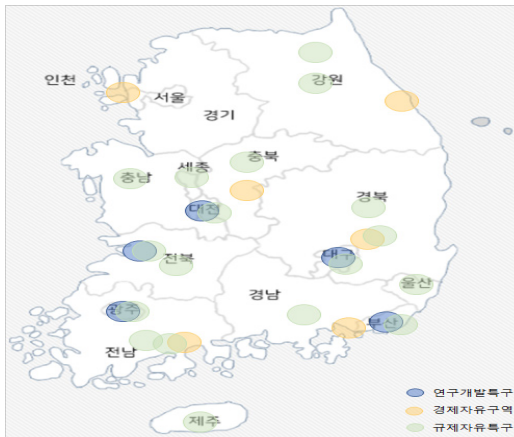 강원
인천
서울
경기
충북
세종
충남
경북
대전
대구
전북
울산
경남
광주
부산
전남
제주
연구개발특구
경제자유구역
규제자유특구